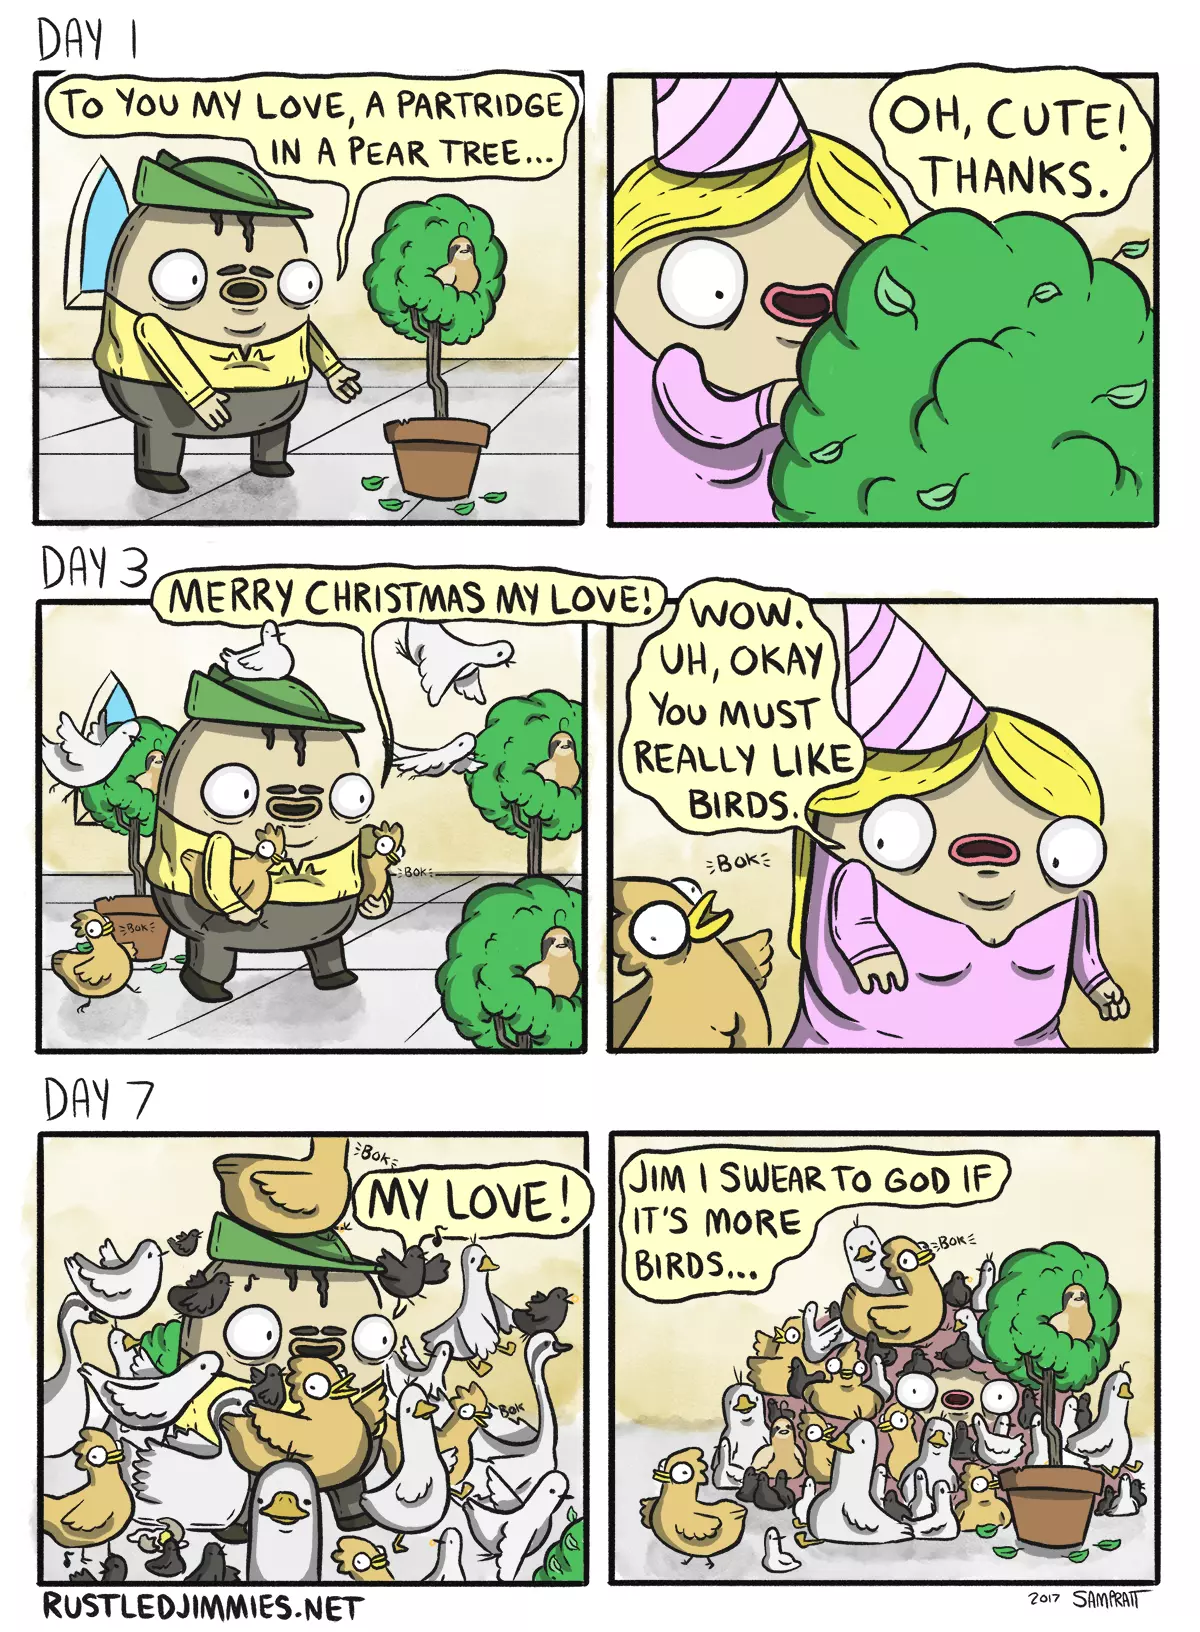 DAY 1
TO YOU MY LOVE, A PARTRIDGE
IN A PEAR TREE...
OH, CUTE!
THANKS.
DAY 3
MERRY CHRISTMAS MY LOVE!
BOK
BOK
WOW.
UH, OKAY
YOU MUST
REALLY LIKE
BIRDS.
BOK
DAY 7
BOK
MY LOVE!
BOK
JIM I SWEAR TO GOD IF
IT'S MORE
BIRDS...
BOK
RUSTLEDJIMMIES.NET
2017 SAMPRATT